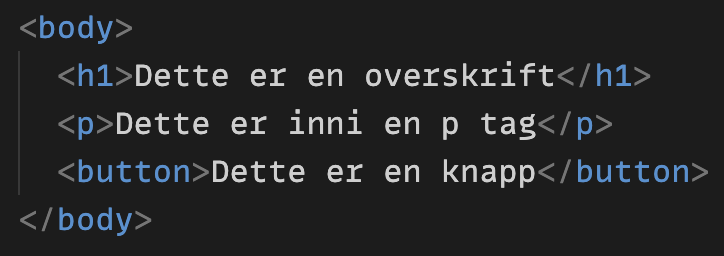 <body>
<h1>Dette er en overskrift</h1>
<p>Dette er inni en p tag</p>
<button>Dette er en knapp</button>
</body>